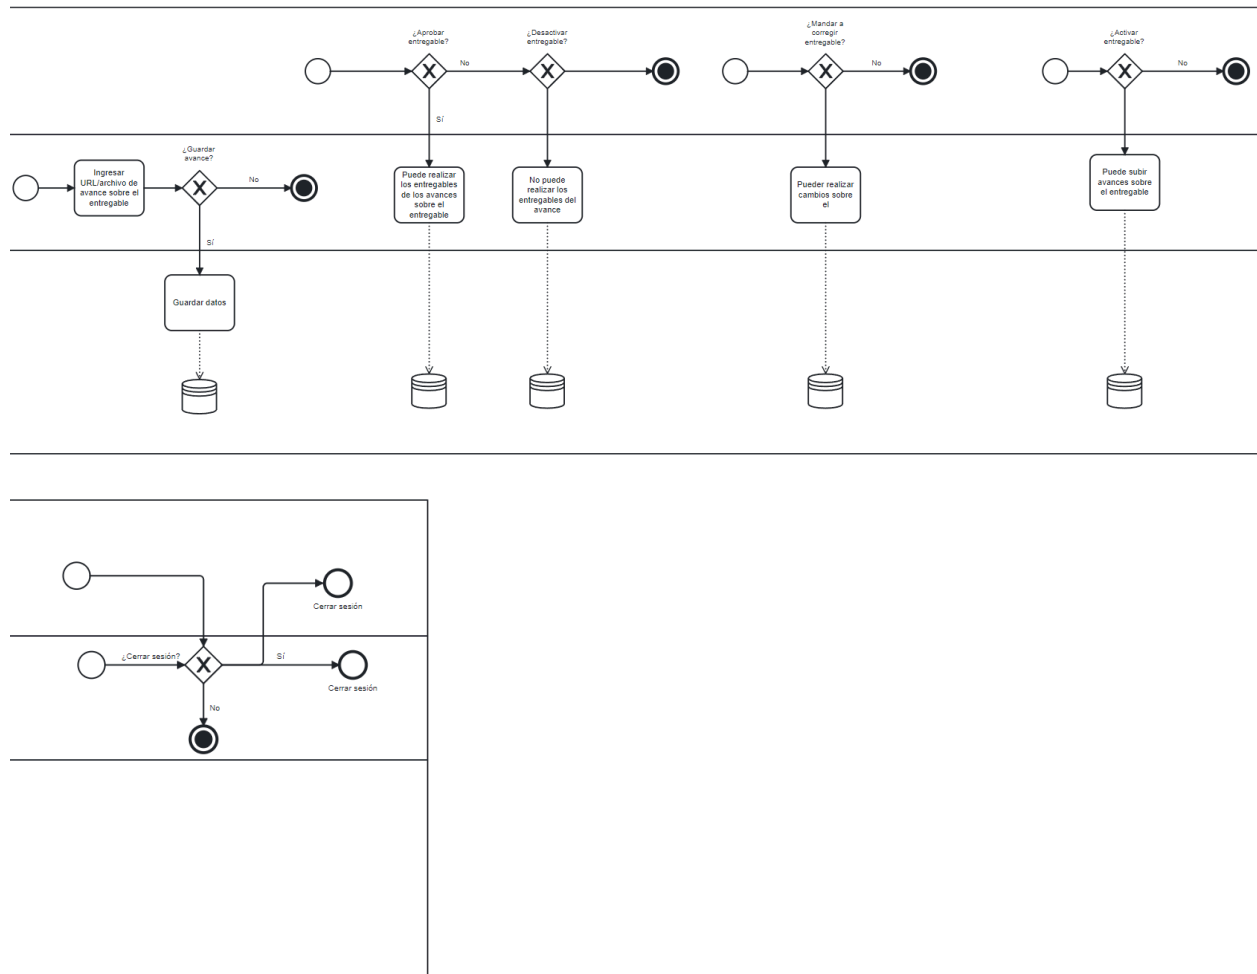 ¿Aprobar
entregable?
No
¿Desactivar
entregable?
¿Mandar a
corregir
entregable?
No
¿Activar
entregable?
No
Sí
Ingresar
URL/archivo de
avance sobre el
entregable
¿Guardar
avance?
No
Puede realizar
los entregables
de los avances
sobre el
entregable
No puede
realizar los
entregables del
avance
Pueder realizar
cambios sobre
el
Puede subir
avances sobre
el entregable
Sí
Guardar datos
Cerrar sesión
¿Cerrar sesión?
Sí
Cerrar sesión
No